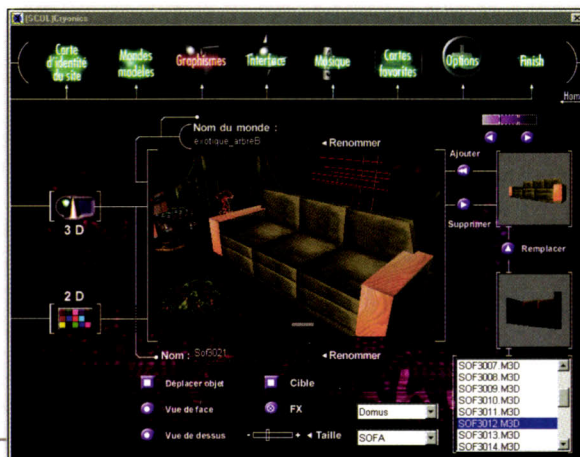 [SCOL]Cryonics
Carte d'identité du site
Mondes modèles
Graphismes
Interface
Musique
Cartes favorites
Options
Finish
Home
Nom du monde :
exotique_arbreB
◄ Renommer
Ajouter
Supprimer
Remplacer
3 D
2 D
Nom : Sof3021
◄ Renommer
Déplacer objet
Cible
Vue de face
FX
Vue de dessus
- + ◄ Taille
Domus
SOFA
SOF3007.M3D
SOF3008.M3D
SOF3009.M3D
SOF3010.M3D
SOF3011.M3D
SOF3012.M3D
SOF3013.M3D
SOF3014.M3D